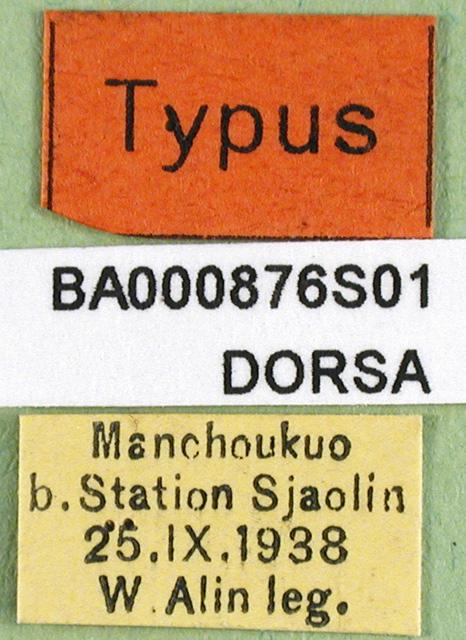 Typus
BA000876S01
DORSA
Manchoukuo
b. Station Sjaolin
25.IX.1938
W. Alin leg.